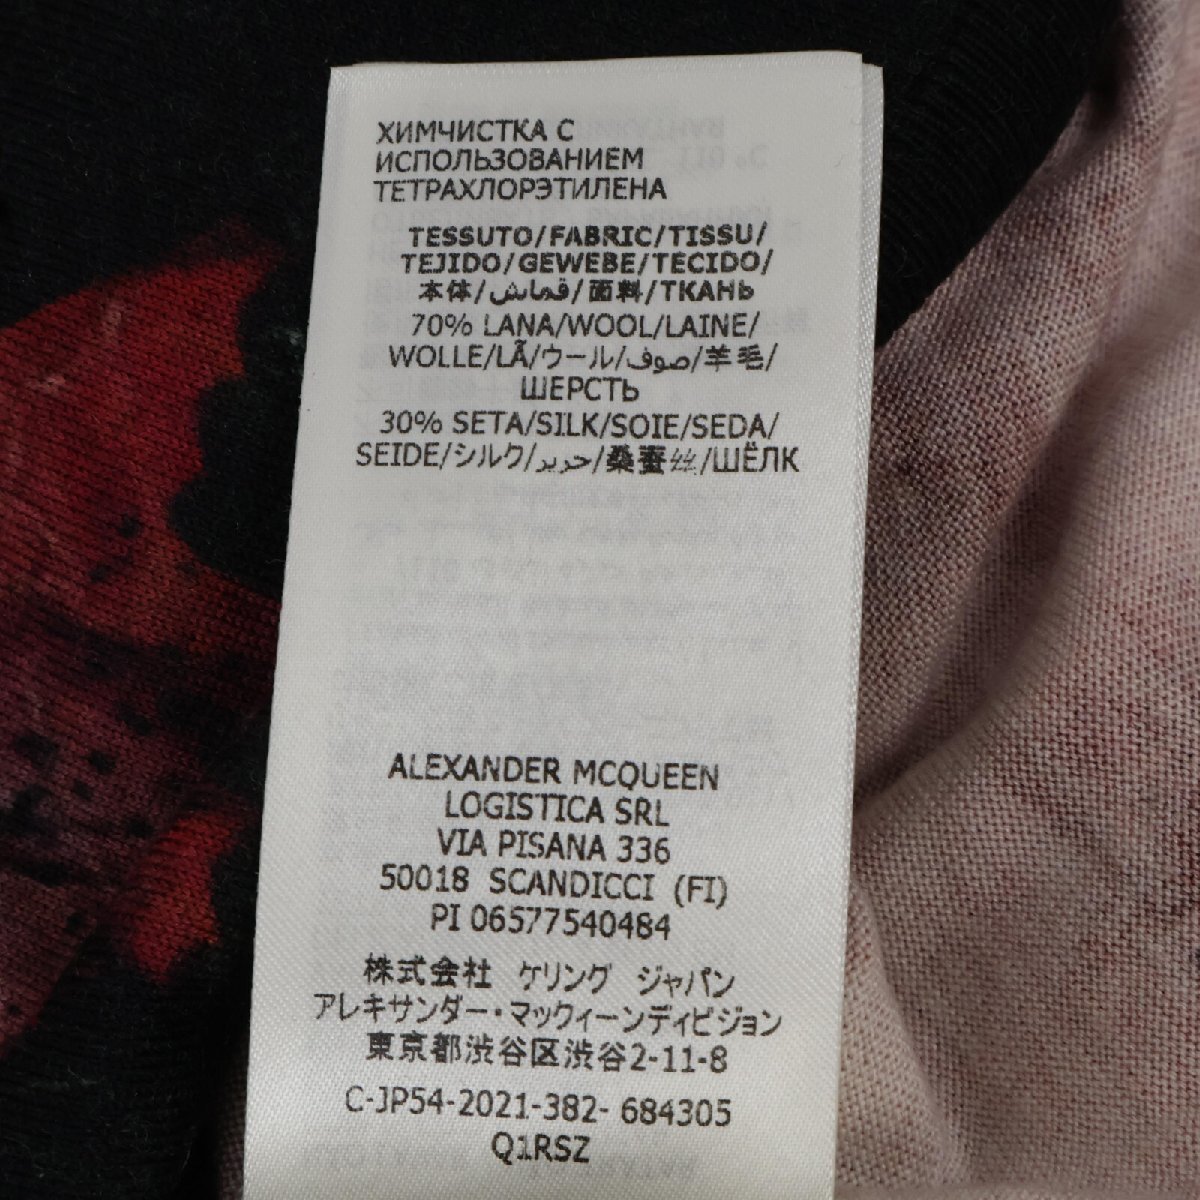 ХИМЧИСТКА С
ИСПОЛЬЗОВАНИЕМ
ТЕТРАХЛОРЭТИЛЕНА
TESSUTO/FABRIC/TISSU/
TEJIDO/GEWEBE/TECIDO/
本体/قماش/面料/ТКАНЬ
70% LANA/WOOL/LAINE/
WOLLE/LÃ/ウール/صوف/羊毛/
ШЕРСТЬ
30% SETA/SILK/SOIE/SEDA/
SEIDE/シルク/حرير/桑蚕丝/ШЁЛК
ALEXANDER MCQUEEN
LOGISTICA SRL
VIA PISANA 336
50018 SCANDICCI (FI)
PI 06577540484
株式会社 ケリング ジャパン
アレキサンダー・マックィーンディビジョン
東京都渋谷区渋谷2-11-8
C-JP54-2021-382- 684305
Q1RSZ